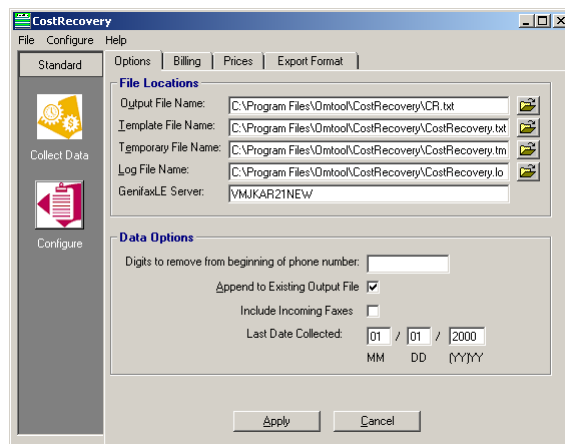 CostRecovery
File Configure Help
Standard
Options Billing Prices Export Format
File Locations
Output File Name: C:\Program Files\Omtool\CostRecovery\CR.txt
Template File Name: C:\Program Files\Omtool\CostRecovery\CostRecovery.txt
Temporary File Name: C:\Program Files\Omtool\CostRecovery\CostRecovery.tm
Log File Name: C:\Program Files\Omtool\CostRecovery\CostRecovery.lo
GenifaxLE Server: VMJKAR21NEW
Collect Data
Configure
Data Options
Digits to remove from beginning of phone number:
Append to Existing Output File
Include Incoming Faxes
Last Date Collected: 01 / 01 / 2000
MM DD (YY)YY
Apply Cancel